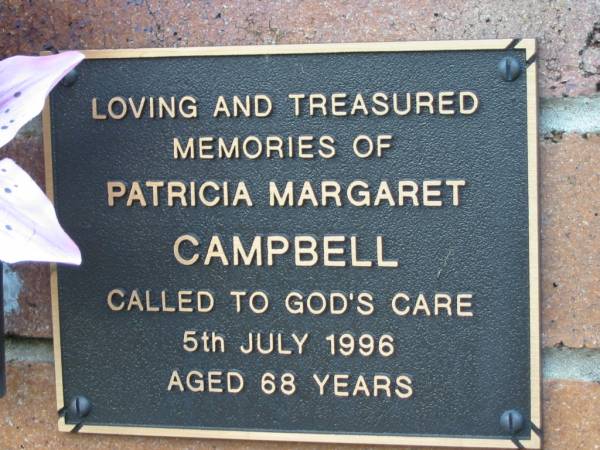 LOVING AND TREASURED
MEMORIES OF
PATRICIA MARGARET
CAMPBELL
CALLED TO GOD'S CARE
5th JULY 1996
AGED 68 YEARS